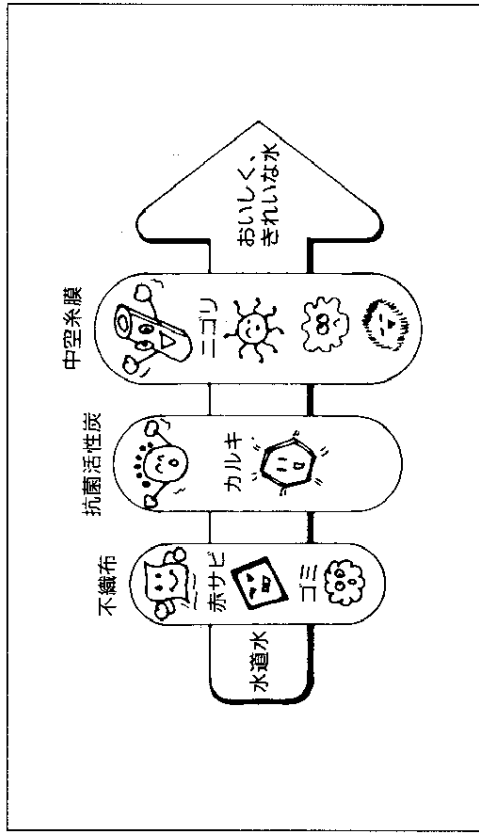 水道水
不織布
赤サビ
ゴミ
抗菌活性炭
カルキ
中空糸膜
ニゴリ
おいしく、
きれいな水